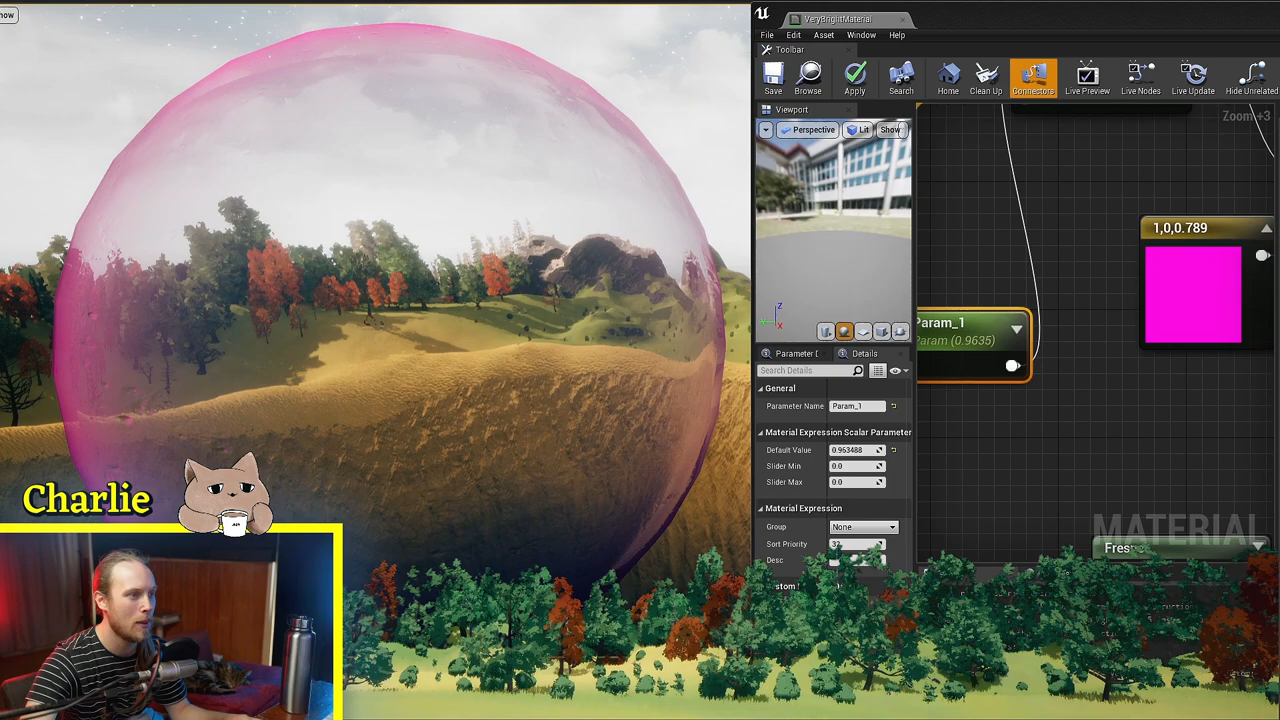 how
VeryBrightMaterial
File Edit Asset Window Help
Toolbar
Save Browse Apply Search Home Clean Up Connectors Live Preview Live Nodes Live Update Hide Unrelated
Viewport
Perspective Lit Show
Zoom +3
Z
X
1,0,0.789
Param_1
Param (0.9635)
Parameter D Details
Search Details
General
Parameter Name Param_1
Material Expression Scalar Parameter
Default Value 0.963488
Slider Min 0.0
Slider Max 0.0
Material Expression
Group None
Sort Priority 32
Desc
MATERIAL
Fres
Charlie